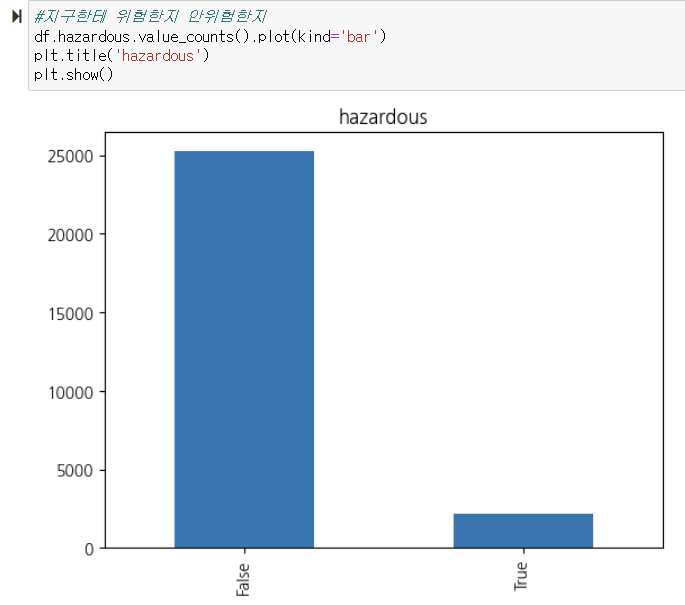 #지구한테 위험한지 안위험한지
df.hazardous.value_counts().plot(kind='bar')
plt.title('hazardous')
plt.show()
hazardous
25000
20000
15000
10000
5000
0
False
True